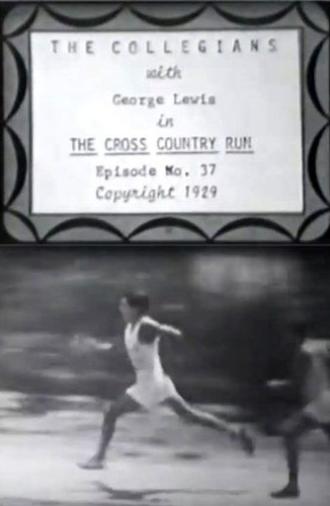 THE COLLEGIANS
with
George Lewis
in
THE CROSS COUNTRY RUN
Episode No. 37
Copyright 1929